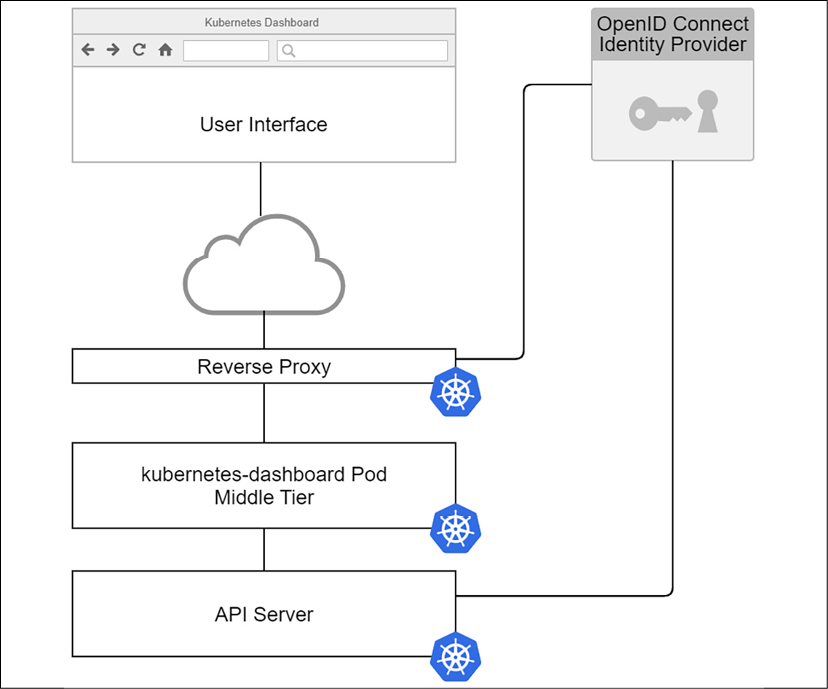 Kubernetes Dashboard
User Interface
OpenID Connect
Identity Provider
Reverse Proxy
kubernetes-dashboard Pod
Middle Tier
API Server